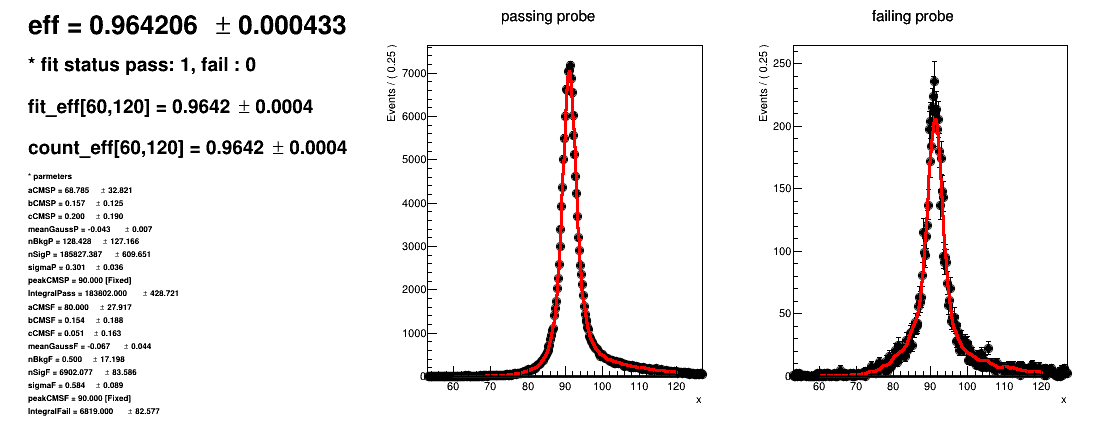 eff = 0.964206 ± 0.000433
* fit status pass: 1, fail : 0
fit_eff[60,120] = 0.9642 ± 0.0004
count_eff[60,120] = 0.9642 ± 0.0004
* parmeters
aCMSP = 68.785 ± 32.821
bCMSP = 0.157 ± 0.125
cCMSP = 0.200 ± 0.190
meanGaussP = -0.043 ± 0.007
nBkgP = 128.428 ± 127.166
nSigP = 185827.387 ± 609.651
sigmaP = 0.301 ± 0.036
peakCMSP = 90.000 [Fixed]
IntegralPass = 183802.000 ± 428.721
aCMSF = 80.000 ± 27.917
bCMSF = 0.154 ± 0.188
cCMSF = 0.051 ± 0.163
meanGaussF = -0.067 ± 0.044
nBkgF = 0.500 ± 17.198
nSigF = 6902.077 ± 83.586
sigmaF = 0.584 ± 0.089
peakCMSF = 90.000 [Fixed]
IntegralFail = 6819.000 ± 82.577
passing probe
Events / ( 0.25 )
7000
6000
5000
4000
3000
2000
1000
0
60 70 80 90 100 110 120
x
failing probe
Events / ( 0.25 )
250
200
150
100
50
0
60 70 80 90 100 110 120
x